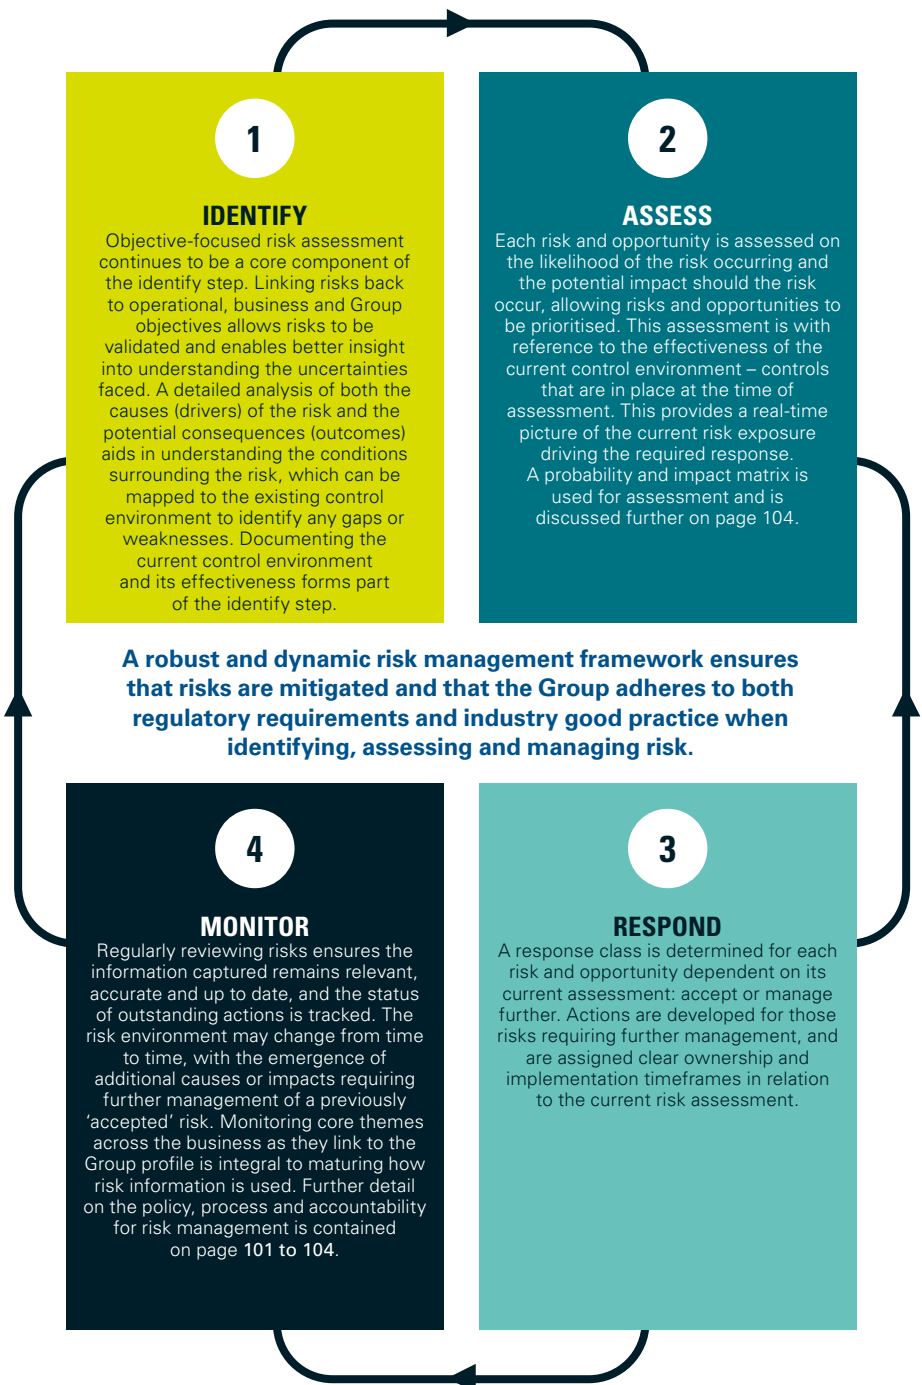 1
IDENTIFY
Objective-focused risk assessment
continues to be a core component of
the identify step. Linking risks back
to operational, business and Group
objectives allows risks to be
validated and enables better insight
into understanding the uncertainties
faced. A detailed analysis of both the
causes (drivers) of the risk and the
potential consequences (outcomes)
aids in understanding the conditions
surrounding the risk, which can be
mapped to the existing control
environment to identify any gaps or
weaknesses. Documenting the
current control environment
and its effectiveness forms part
of the identify step.
2
ASSESS
Each risk and opportunity is assessed on
the likelihood of the risk occurring and
the potential impact should the risk
occur, allowing risks and opportunities to
be prioritised. This assessment is with
reference to the effectiveness of the
current control environment – controls
that are in place at the time of
assessment. This provides a real-time
picture of the current risk exposure
driving the required response.
A probability and impact matrix is
used for assessment and is
discussed further on page 104.
A robust and dynamic risk management framework ensures
that risks are mitigated and that the Group adheres to both
regulatory requirements and industry good practice when
identifying, assessing and managing risk.
4
MONITOR
Regularly reviewing risks ensures the
information captured remains relevant,
accurate and up to date, and the status
of outstanding actions is tracked. The
risk environment may change from time
to time, with the emergence of
additional causes or impacts requiring
further management of a previously
‘accepted’ risk. Monitoring core themes
across the business as they link to the
Group profile is integral to maturing how
risk information is used. Further detail
on the policy, process and accountability
for risk management is contained
on page 101 to 104.
3
RESPOND
A response class is determined for each
risk and opportunity dependent on its
current assessment: accept or manage
further. Actions are developed for those
risks requiring further management, and
are assigned clear ownership and
implementation timeframes in relation
to the current risk assessment.